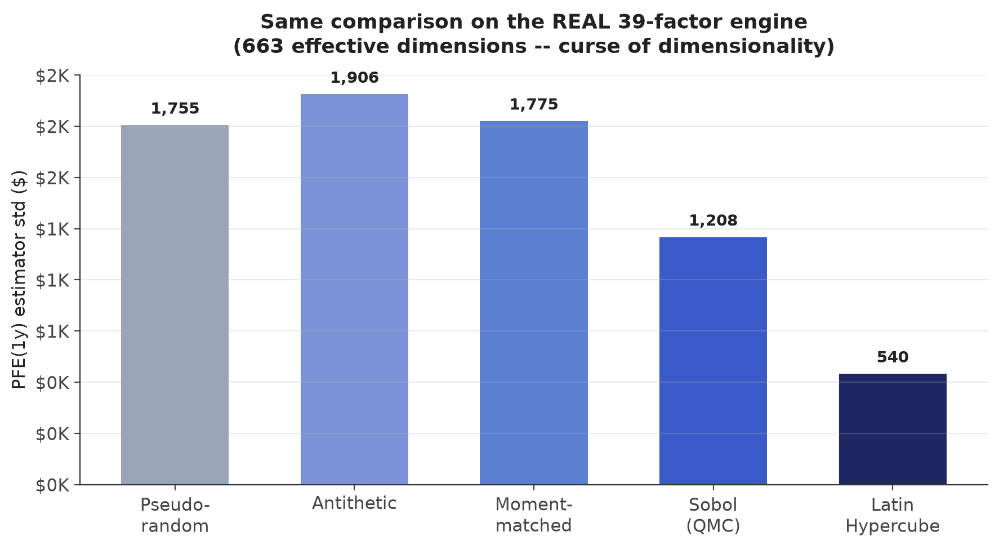 Same comparison on the REAL 39-factor engine
(663 effective dimensions -- curse of dimensionality)
PFE(1y) estimator std ($)
$2K
$2K
$2K
$1K
$1K
$1K
$0K
$0K
$0K
1,755
1,906
1,775
1,208
540
Pseudo-
random
Antithetic
Moment-
matched
Sobol
(QMC)
Latin
Hypercube